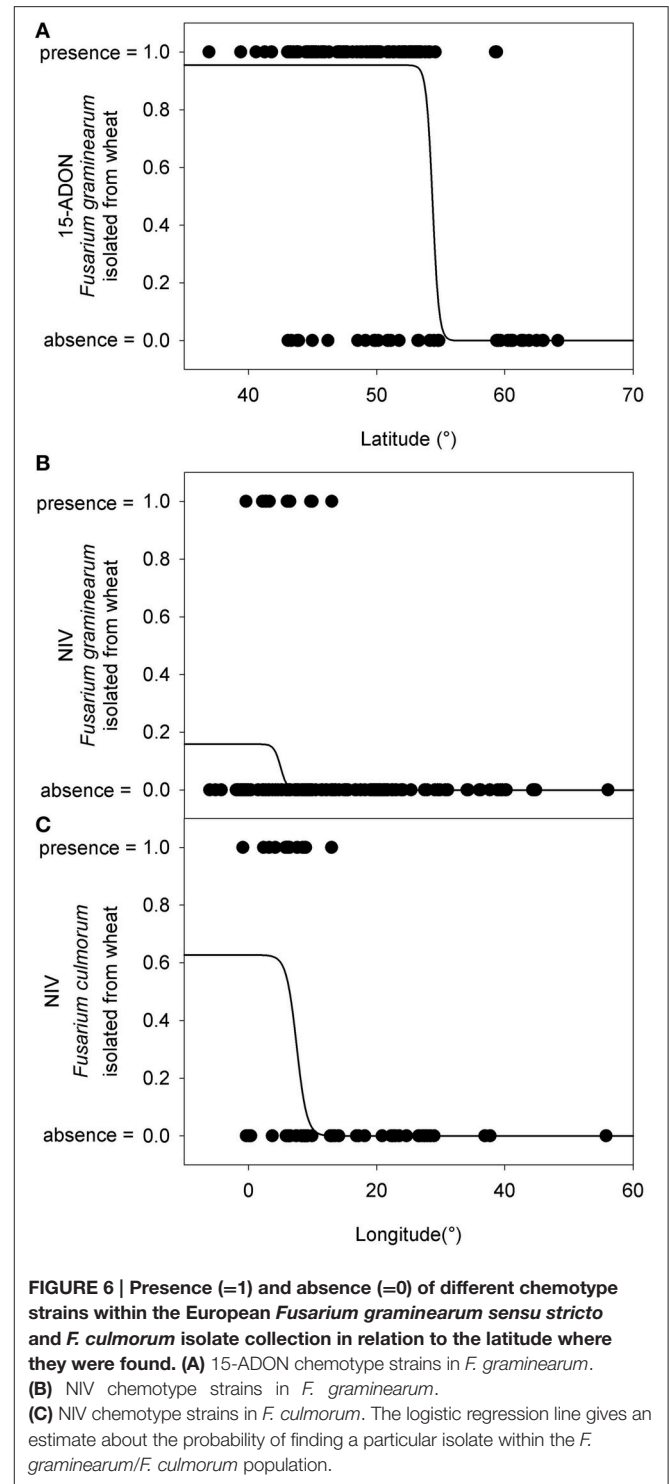 A
presence = 1.0
0.8
0.6
0.4
0.2
absence = 0.0
15-ADON
Fusarium graminearum
isolated from wheat
40 50 60 70
Latitude (°)
B
presence = 1.0
0.8
0.6
0.4
0.2
absence = 0.0
NIV
Fusarium graminearum
isolated from wheat
C
presence = 1.0
0.8
0.6
0.4
0.2
absence = 0.0
NIV
Fusarium culmorum
isolated from wheat
0 20 40 60
Longitude(°)
FIGURE 6 | Presence (=1) and absence (=0) of different chemotype
strains within the European Fusarium graminearum sensu stricto
and F. culmorum isolate collection in relation to the latitude where
they were found. (A) 15-ADON chemotype strains in F. graminearum.
(B) NIV chemotype strains in F. graminearum.
(C) NIV chemotype strains in F. culmorum. The logistic regression line gives an
estimate about the probability of finding a particular isolate within the F.
graminearum/F. culmorum population.